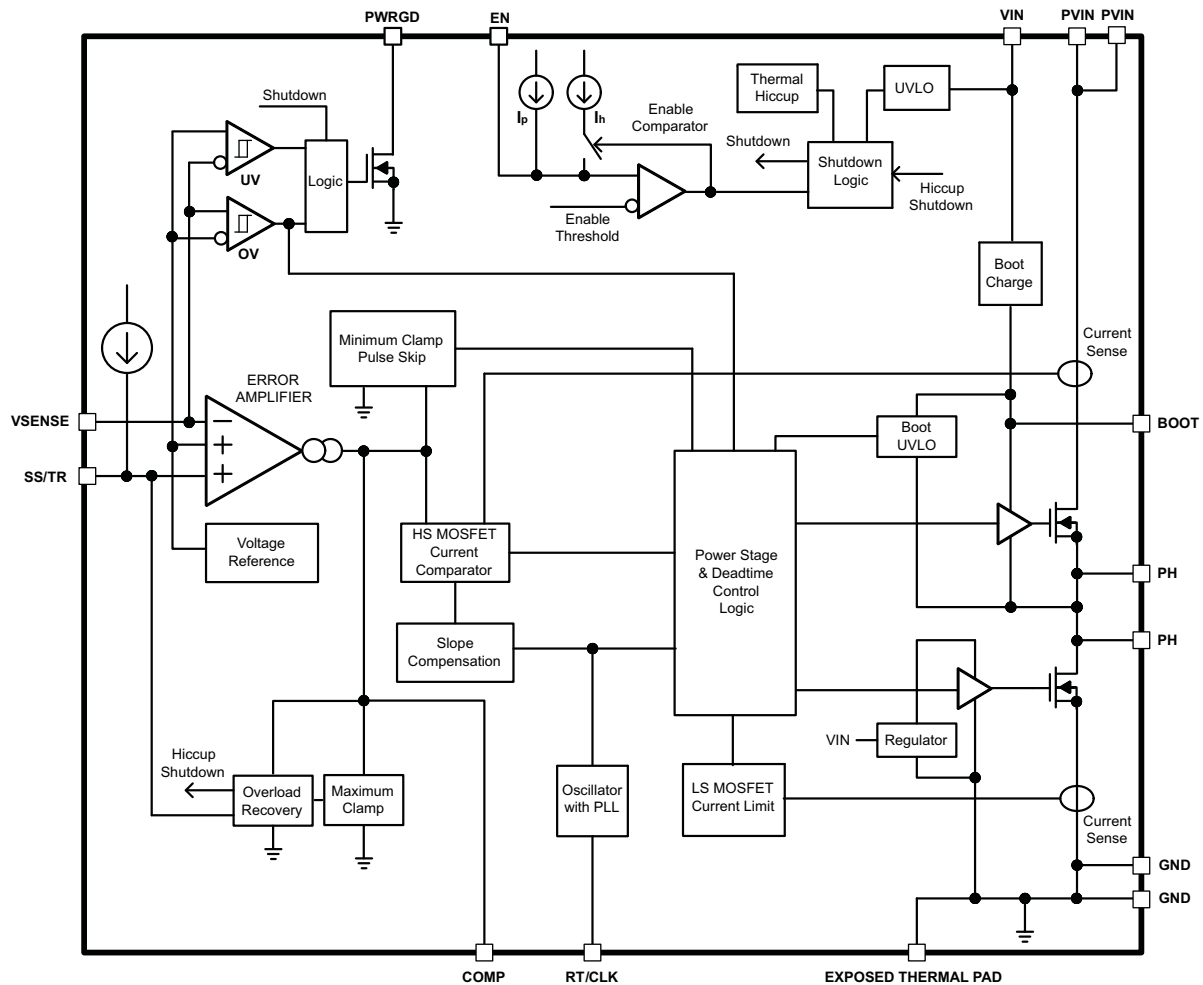 PWRGD
EN
VIN
PVIN
PVIN
Shutdown
UV
OV
Logic
Ip
Ih
Enable
Comparator
Enable
Threshold
Thermal
Hiccup
UVLO
Shutdown
Shutdown
Logic
Hiccup
Shutdown
Boot
Charge
Current
Sense
Minimum Clamp
Pulse Skip
ERROR
AMPLIFIER
VSENSE
SS/TR
BOOT
Boot
UVLO
Voltage
Reference
HS MOSFET
Current
Comparator
Power Stage
& Deadtime
Control
Logic
PH
PH
Slope
Compensation
VIN
Regulator
Hiccup
Shutdown
Overload
Recovery
Maximum
Clamp
Oscillator
with PLL
LS MOSFET
Current Limit
Current
Sense
GND
GND
COMP
RT/CLK
EXPOSED THERMAL PAD